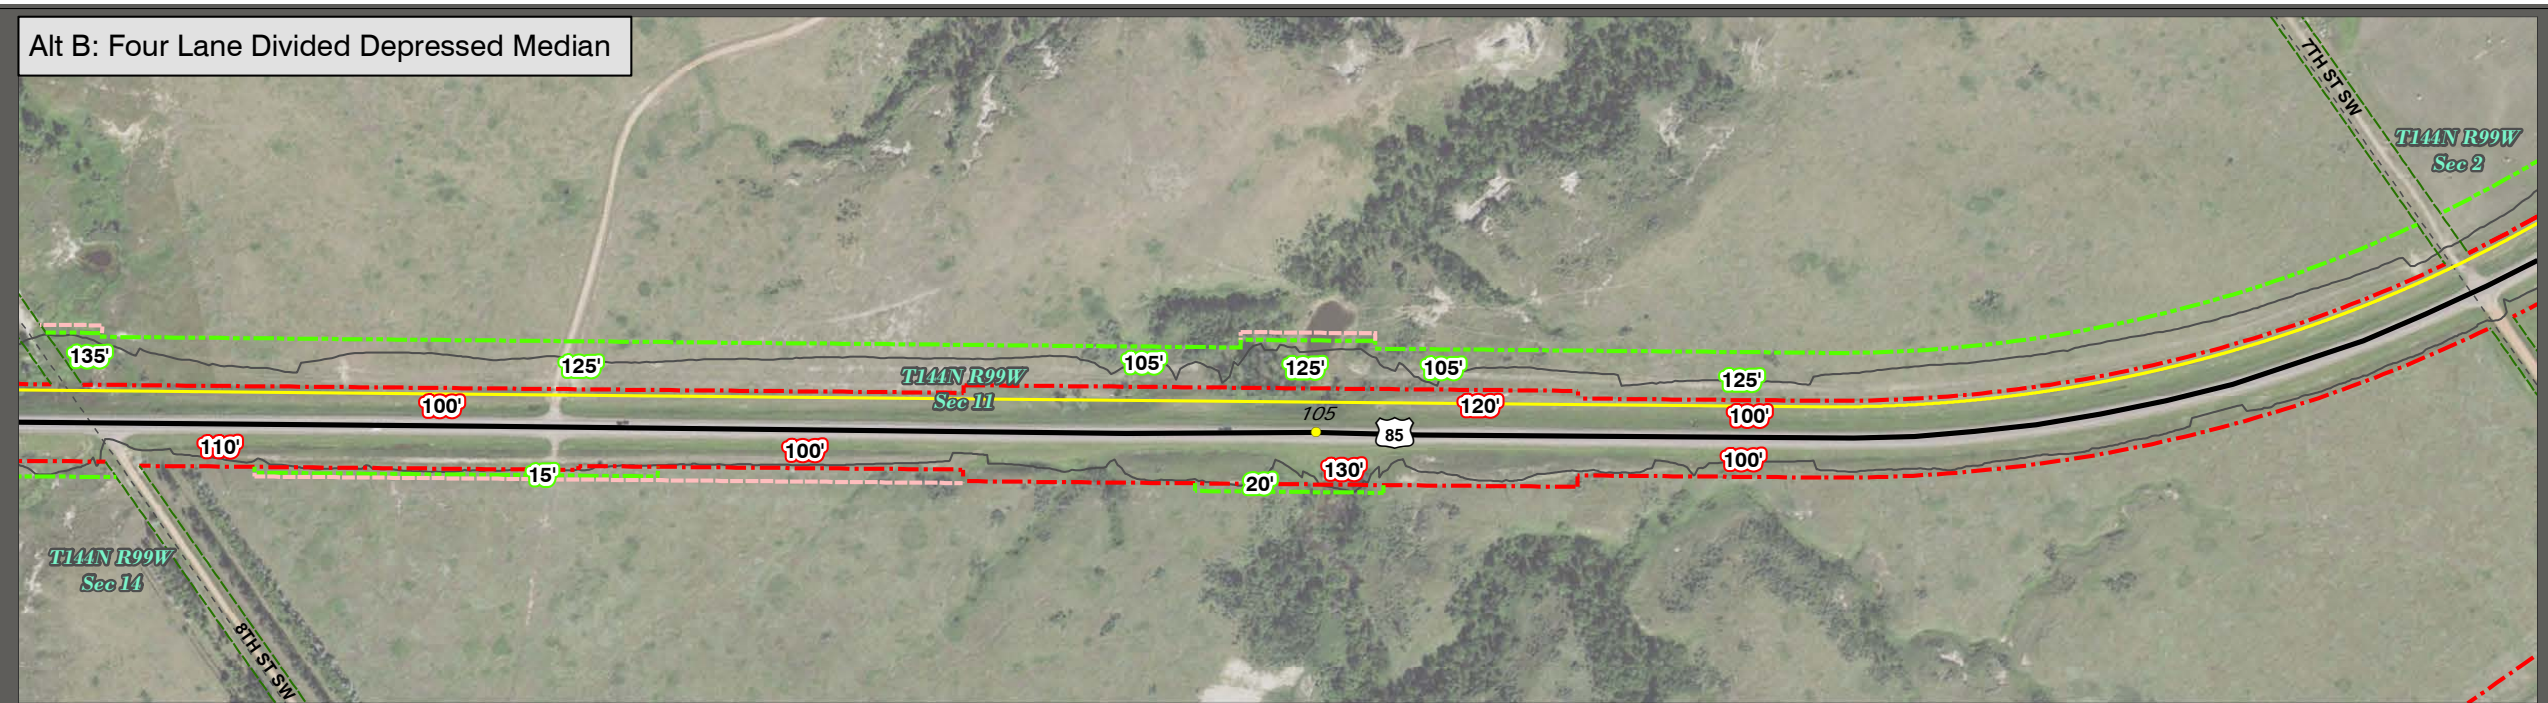 Alt B: Four Lane Divided Depressed Median
7TH ST SW
T144N R99W
Sec 2
135'
125'
105'
125'
105'
125'
T144N R99W
Sec 11
100'
105
120'
100'
85
110'
100'
15'
130'
20'
100'
T144N R99W
Sec 14
8TH ST SW